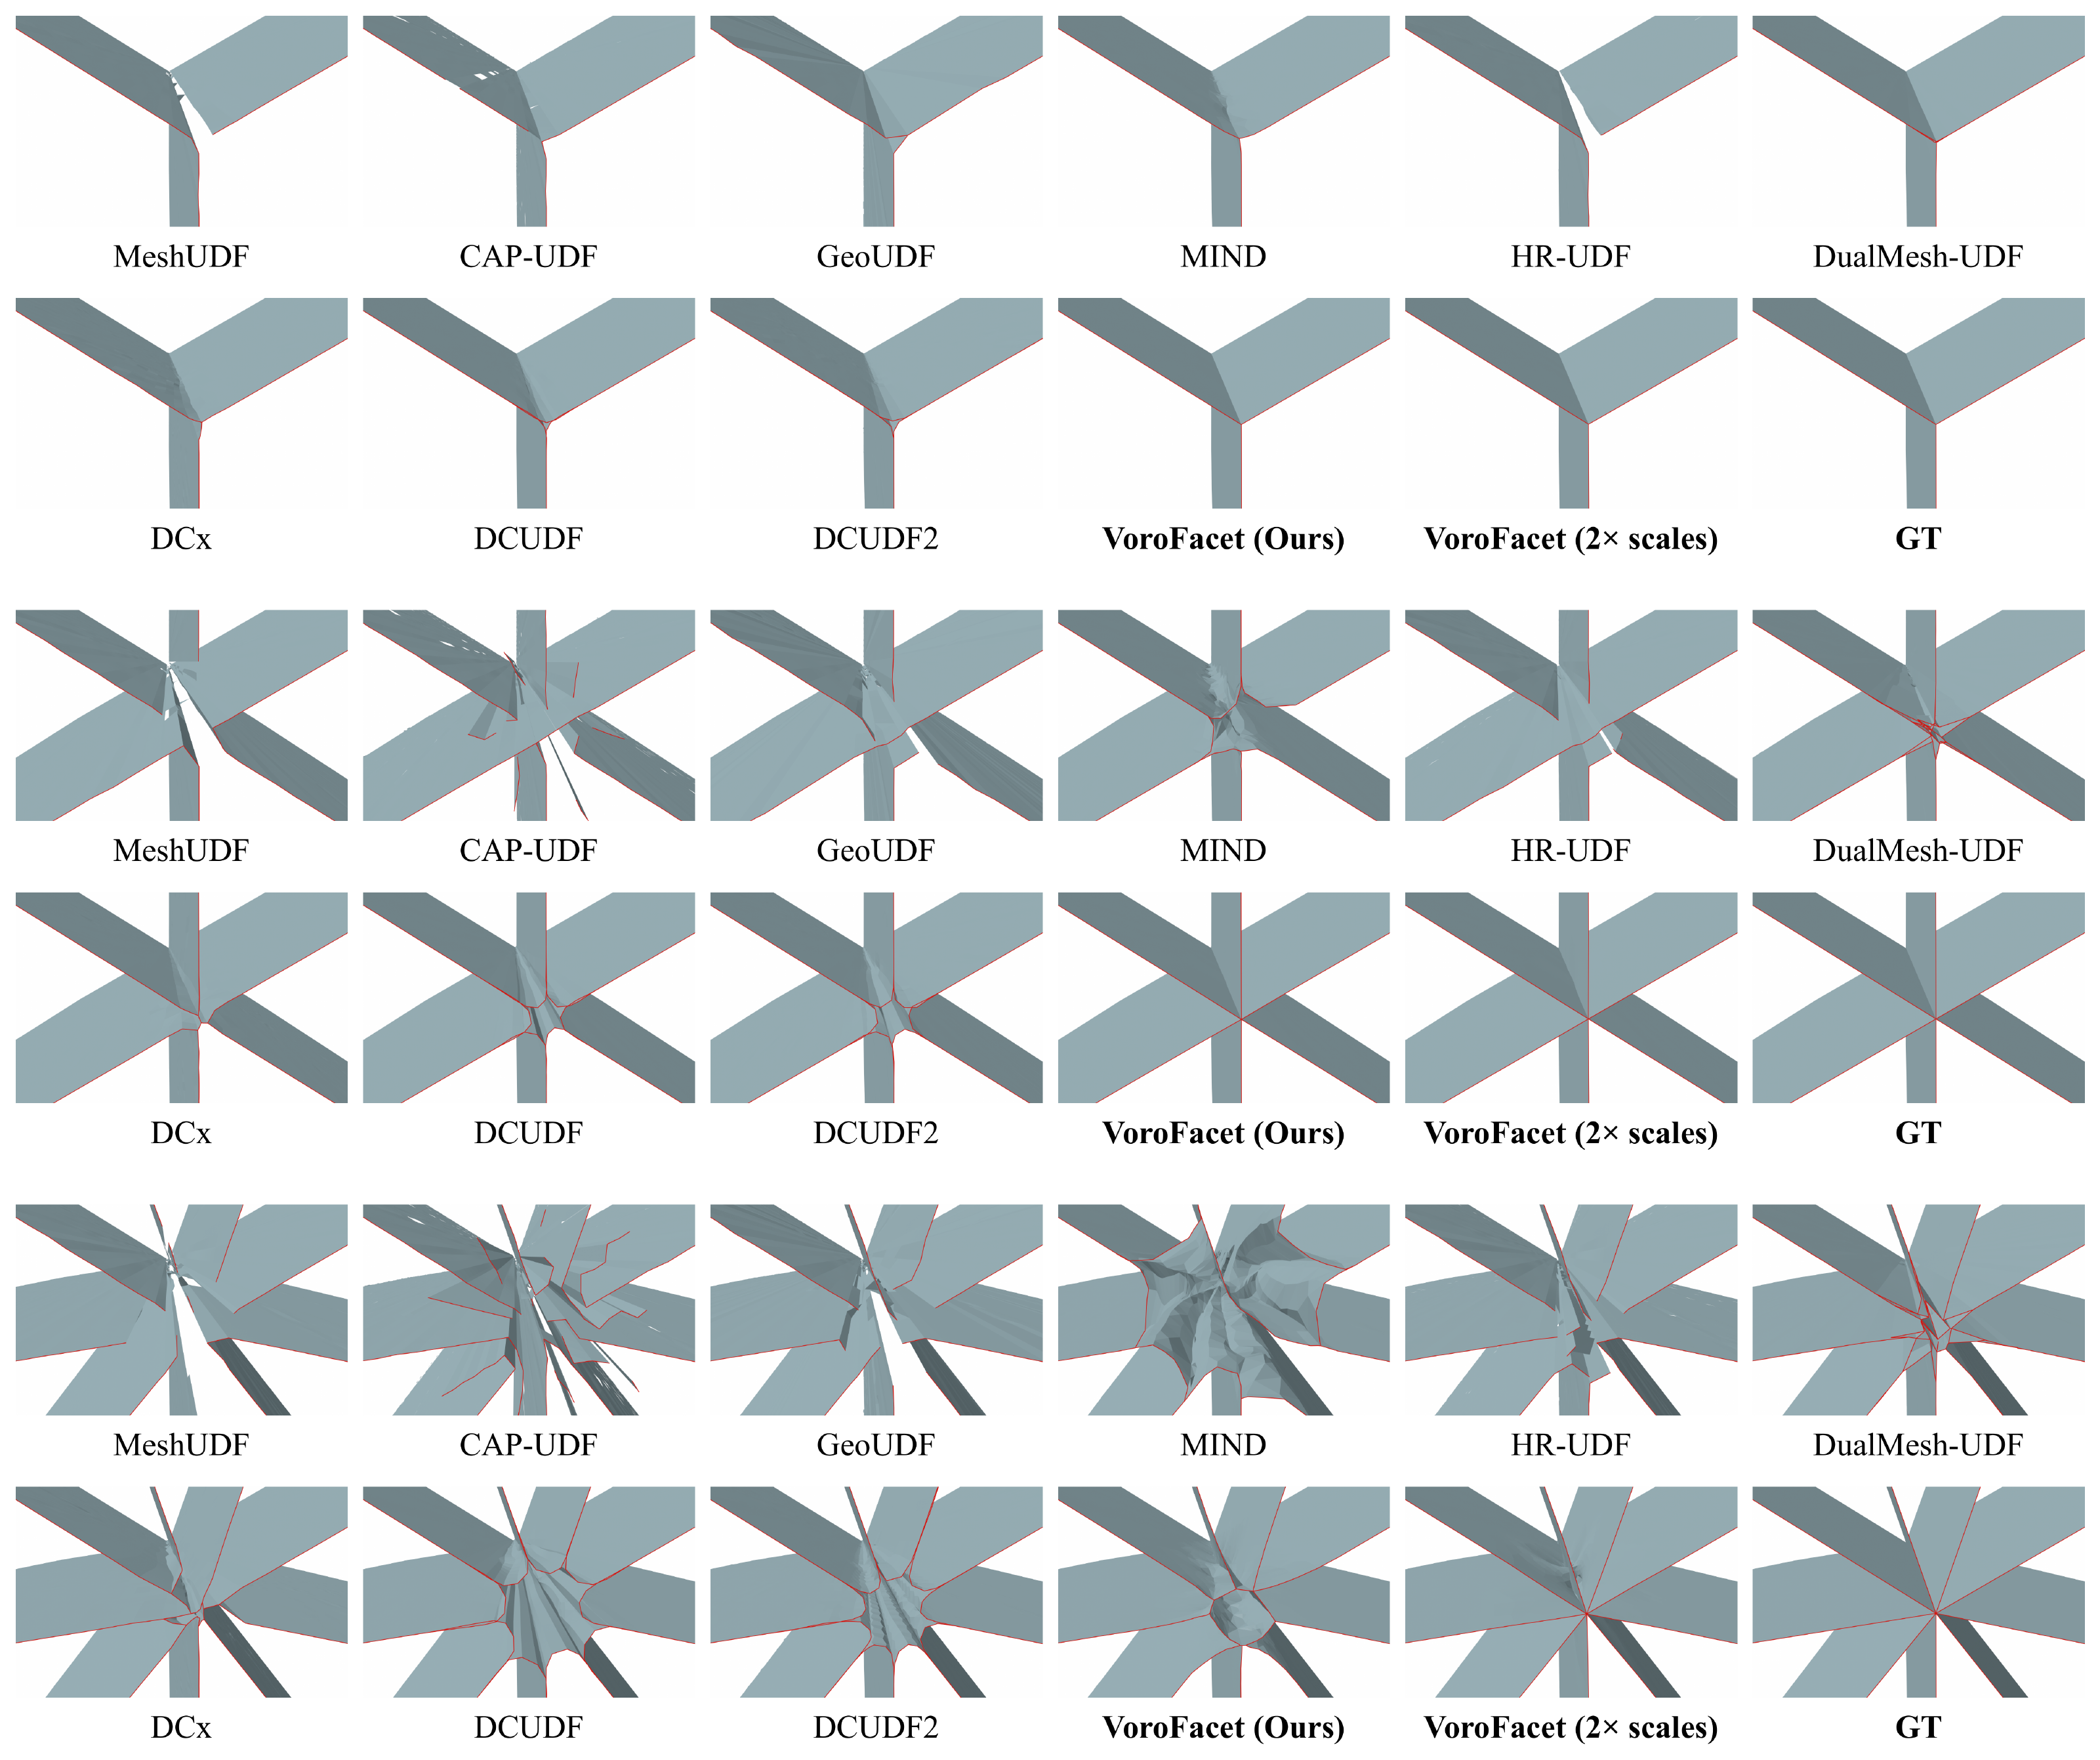 MeshUDF CAP-UDF GeoUDF MIND HR-UDF DualMesh-UDF
DCx DCUDF DCUDF2 VoroFacet (Ours) VoroFacet (2× scales) GT
MeshUDF CAP-UDF GeoUDF MIND HR-UDF DualMesh-UDF
DCx DCUDF DCUDF2 VoroFacet (Ours) VoroFacet (2× scales) GT
MeshUDF CAP-UDF GeoUDF MIND HR-UDF DualMesh-UDF
DCx DCUDF DCUDF2 VoroFacet (Ours) VoroFacet (2× scales) GT